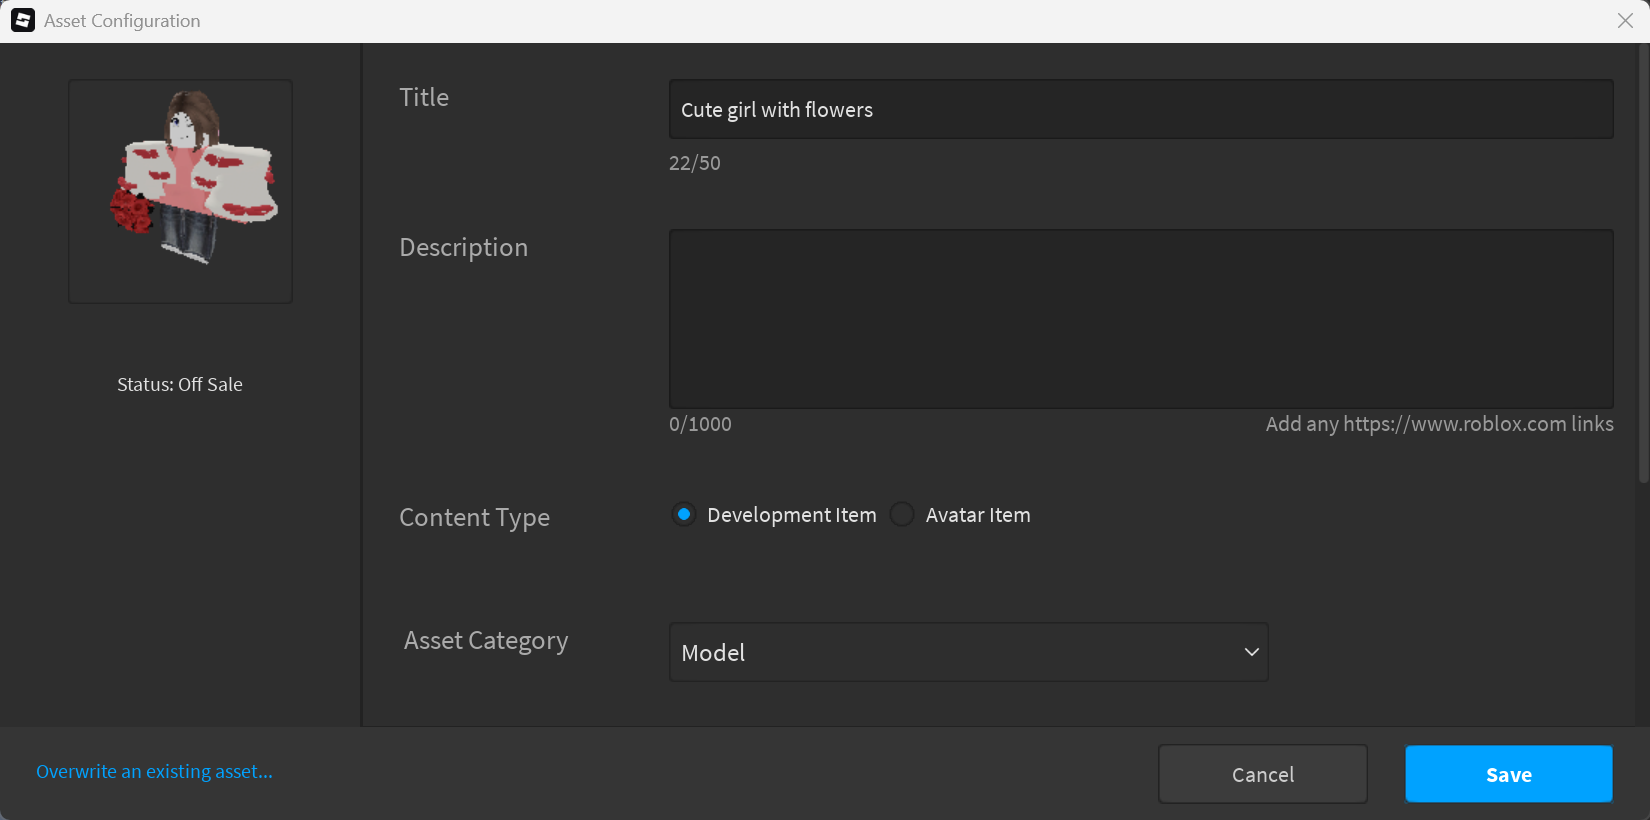 Asset Configuration
Title
Cute girl with flowers
22/50
Description
0/1000
Add any https://www.roblox.com links
Content Type
Development Item
Avatar Item
Asset Category
Model
Status: Off Sale
Overwrite an existing asset...
Cancel
Save